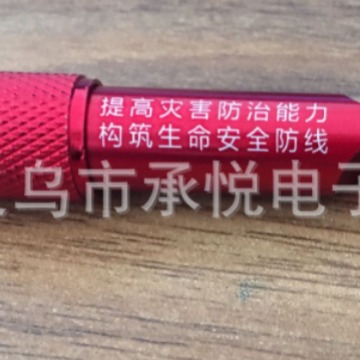 提高灾害防治能力
构筑生命安全防线
乌市承悦电子